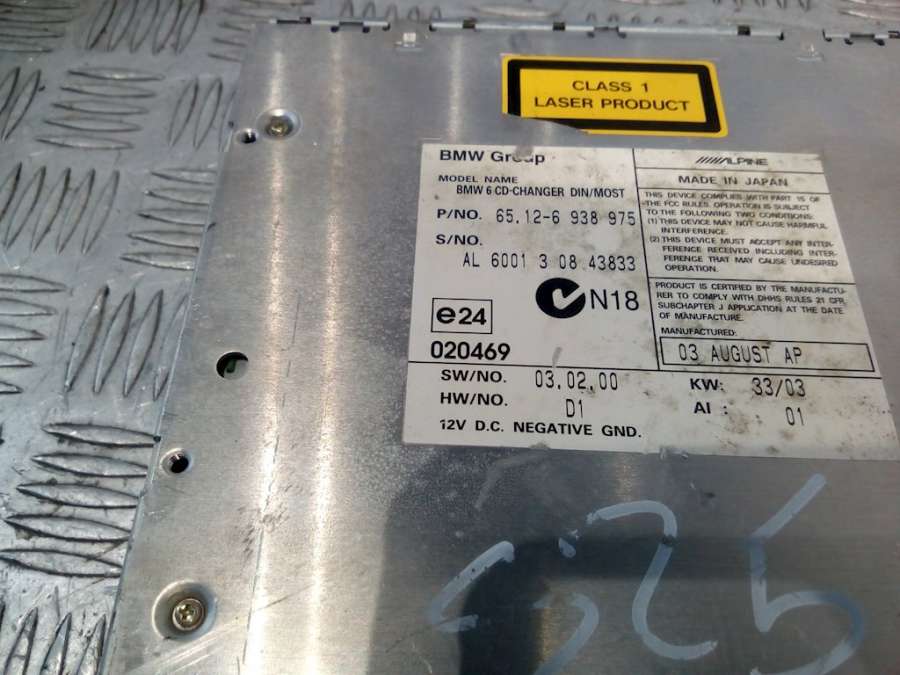 CLASS 1
LASER PRODUCT
BMW Group
MODEL NAME
BMW 6 CD-CHANGER DIN/MOST
P/NO. 65.12-6 938 975
S/NO.
AL 6001 3 08 43833
N18
e24
020469
ALPINE
MADE IN JAPAN
THIS DEVICE COMPLIES WITH PART 15 OF
THE FCC RULES. OPERATION IS SUBJECT
TO THE FOLLOWING TWO CONDITIONS:
(1) THIS DEVICE MAY NOT CAUSE HARMFUL
INTERFERENCE.
(2) THIS DEVICE MUST ACCEPT ANY INTER-
FERENCE RECEIVED INCLUDING INTER-
FERENCE THAT MAY CAUSE UNDESIRED
OPERATION.
PRODUCT IS CERTIFIED BY THE MANUFACTU-
RER TO COMPLY WITH DHHS RULES 21 CFR,
SUBCHAPTER J APPLICATION AT THE DATE
OF MANUFACTURE.
MANUFACTURED:
03 AUGUST AP
SW/NO. 03.02.00
HW/NO. D1
12V D.C. NEGATIVE GND.
KW: 33/03
AI : 01